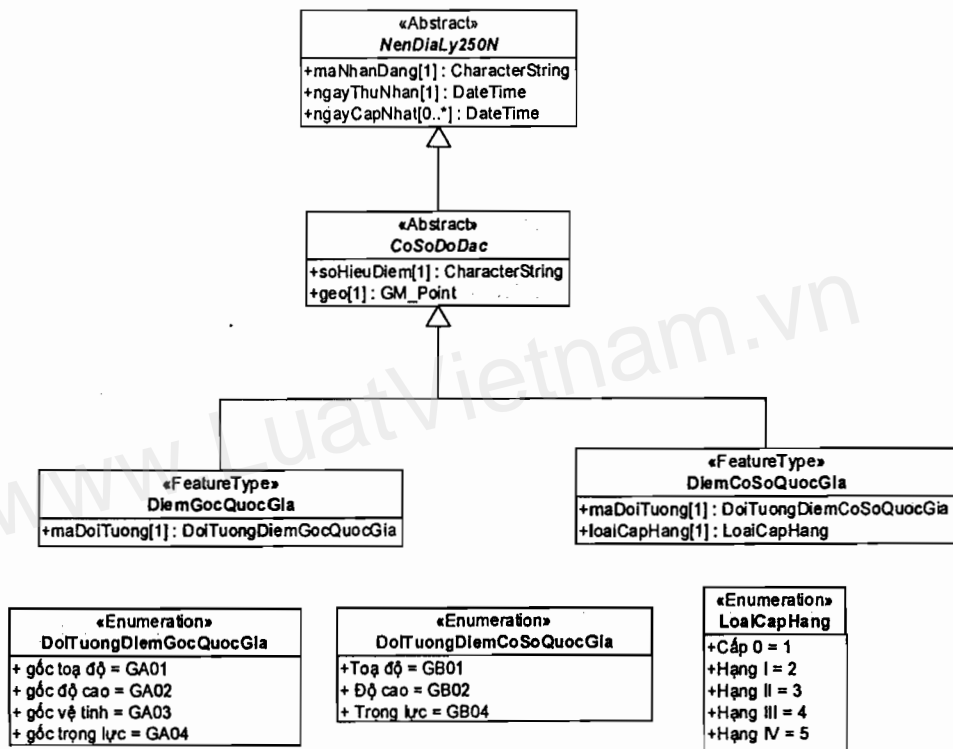 «Abstract»
NenDiaLy250N
+maNhanDang[1] : CharacterString
+ngayThuNhan[1] : DateTime
+ngayCapNhat[0..*] : DateTime
«Abstract»
CoSoDoDac
+soHieuDiem[1] : CharacterString
+geo[1] : GM_Point
www.LuatVietnam.vn
«FeatureType»
DiemGocQuocGia
+maDoiTuong[1] : DoiTuongDiemGocQuocGia
«FeatureType»
DiemCoSoQuocGia
+maDoiTuong[1] : DoiTuongDiemCoSoQuocGia
+loaiCapHang[1] : LoaiCapHang
«Enumeration»
DoiTuongDiemGocQuocGia
+ gốc toạ độ = GA01
+ gốc độ cao = GA02
+ gốc vệ tinh = GA03
+ gốc trọng lực = GA04
«Enumeration»
DoiTuongDiemCoSoQuocGia
+Toạ độ = GB01
+ Độ cao = GB02
+ Trọng lực = GB04
«Enumeration»
LoaiCapHang
+Cấp 0 = 1
+Hạng I = 2
+Hạng II = 3
+Hạng III = 4
+Hạng IV = 5